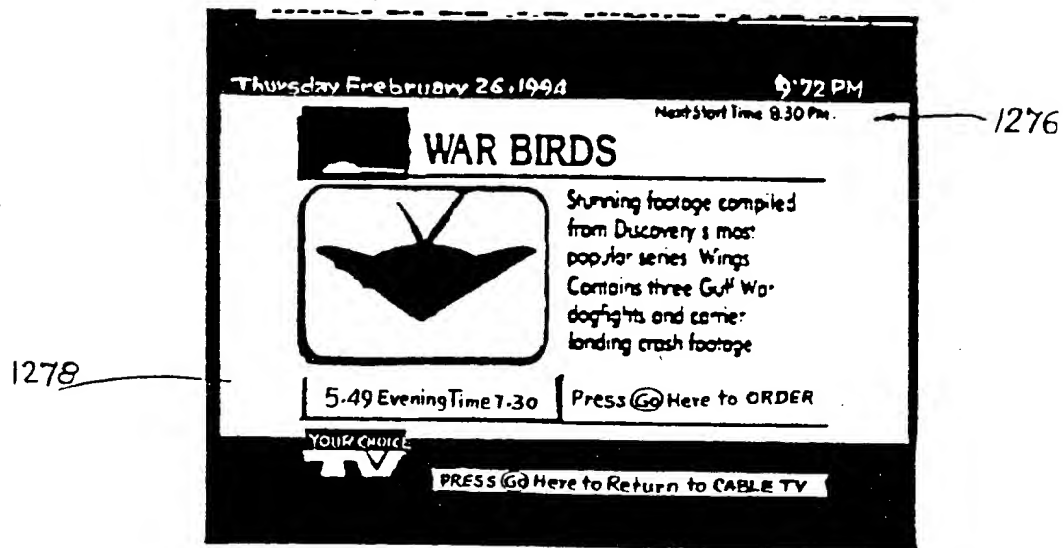 Thursday Frebruary 26,1994 9:72 PM
Next Start Time 8.30 Pm.
1276
WAR BIRDS
Stunning footage compiled
from Discovery s most
popular series Wings
Contains three Gulf War
dogfights and carrier
landing crash footage
1278
5.49 Evening Time 7.30 Press Go Here to ORDER
YOUR CHOICE
TV
PRESS Go Here to Return to CABLE TV